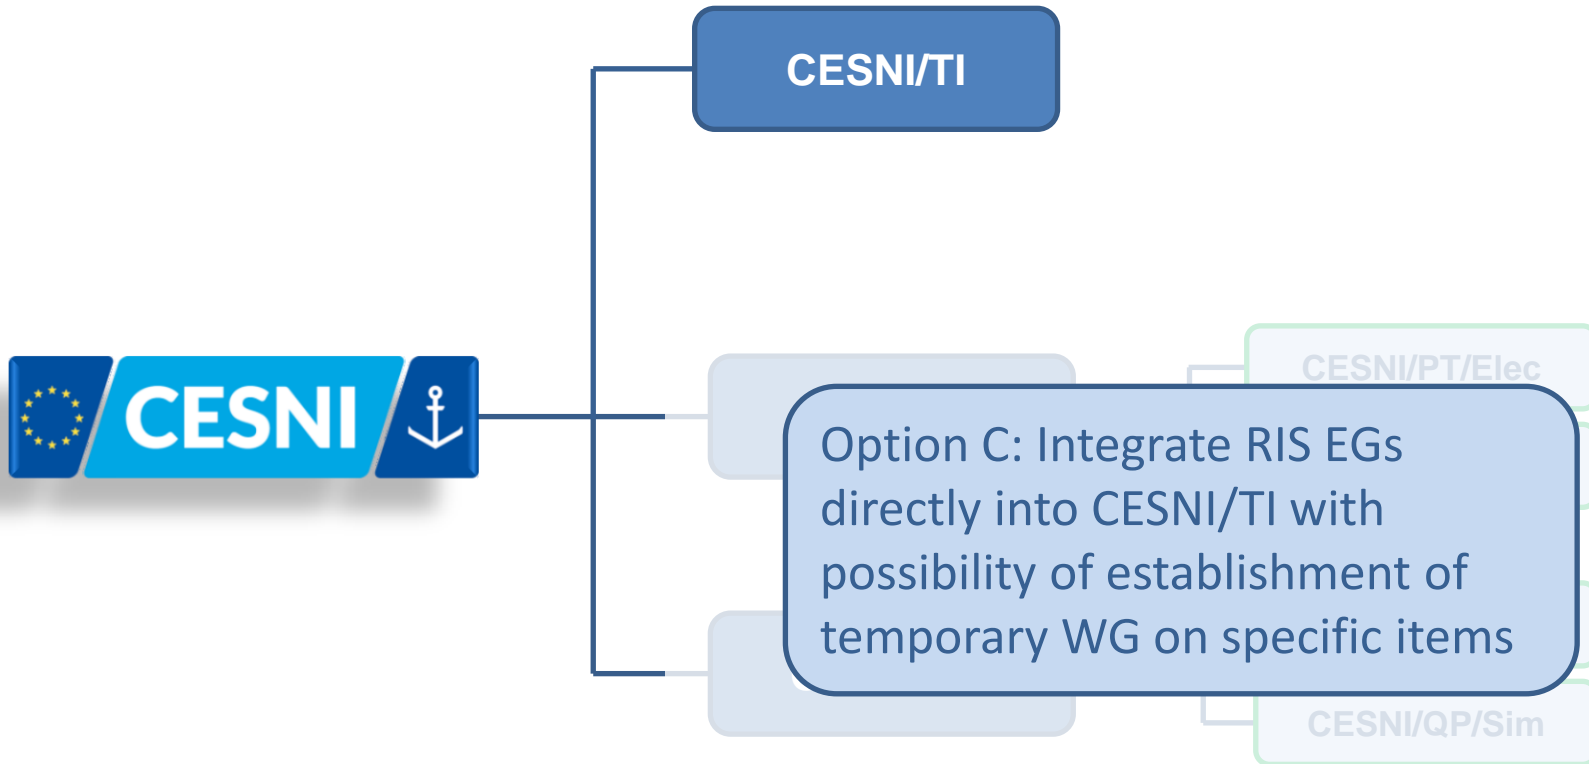 CESNI/TI
CESNI
CESNI/PT/Elec
Option C: Integrate RIS EGs
directly into CESNI/TI with
possibility of establishment of
temporary WG on specific items
CESNI/QP/Sim